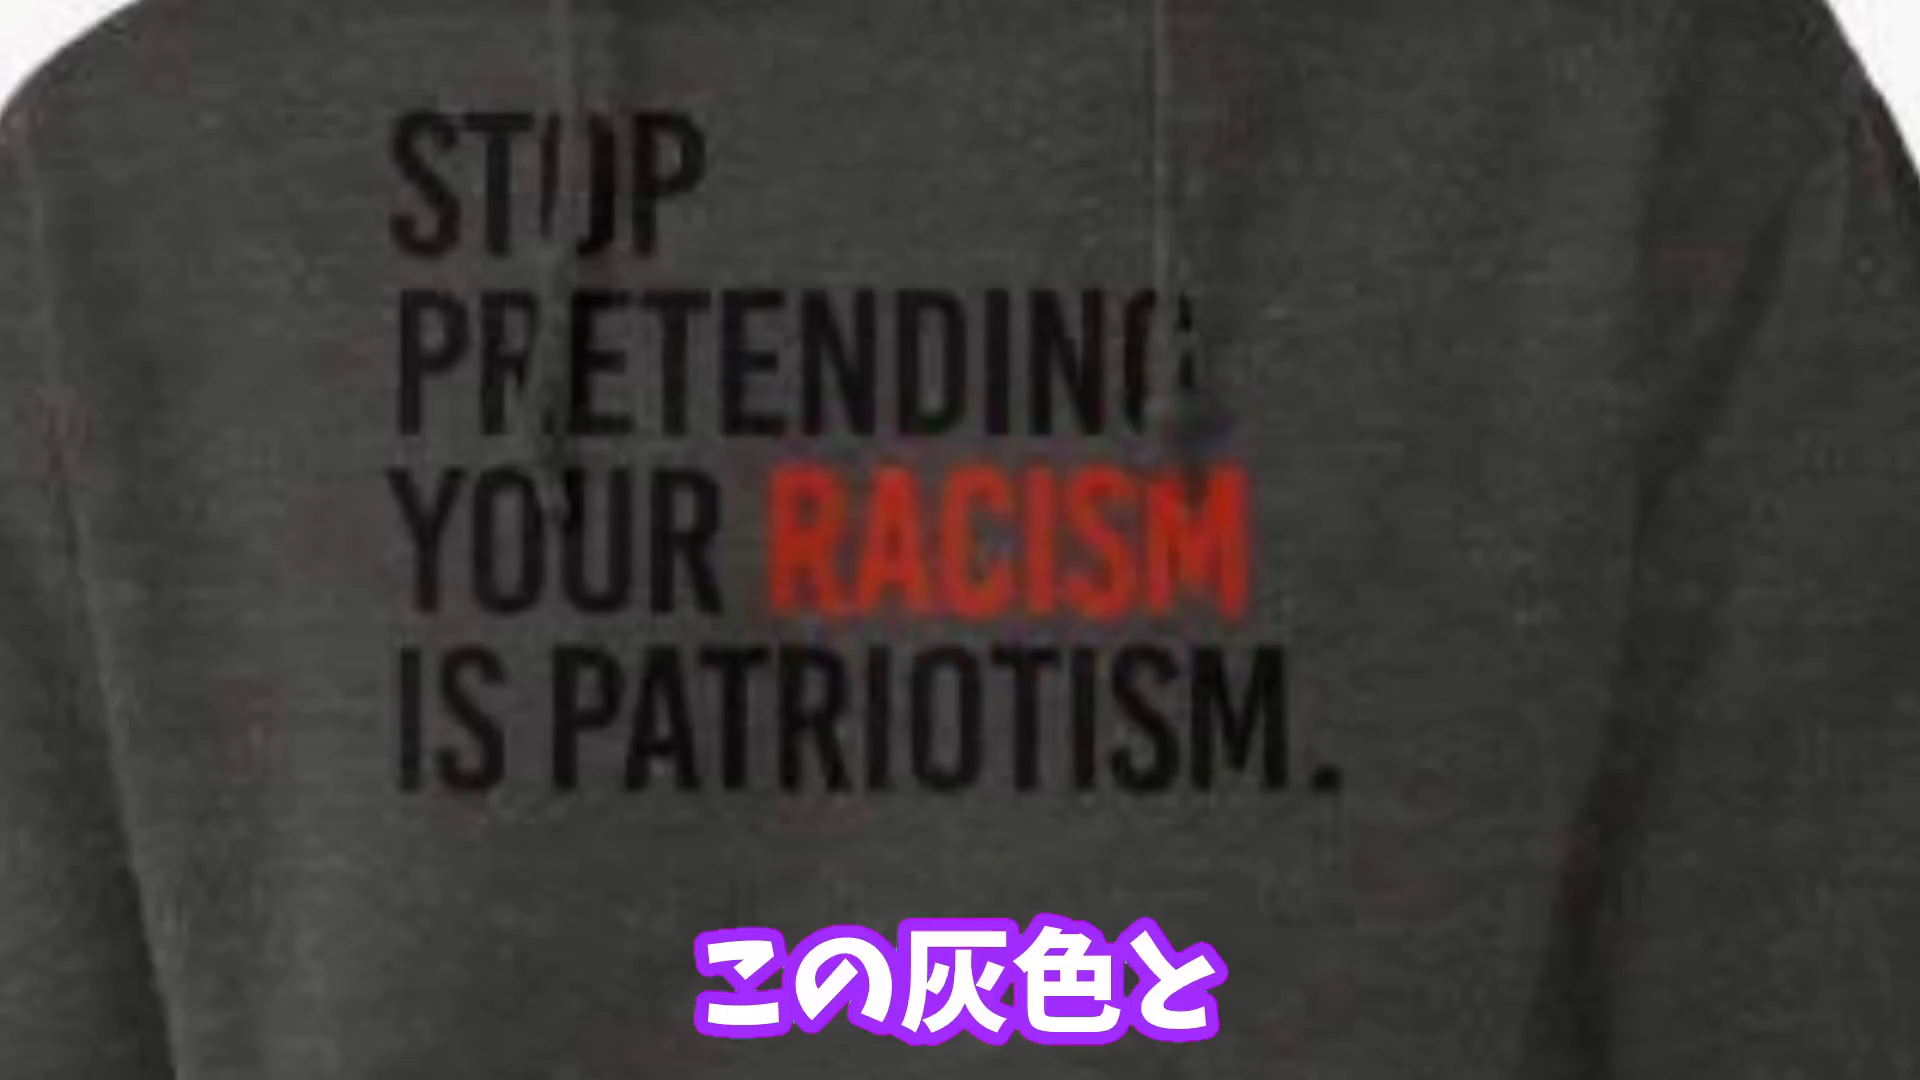 STOP
PRETENDING
YOUR RACISM
IS PATRIOTISM.
この灰色と